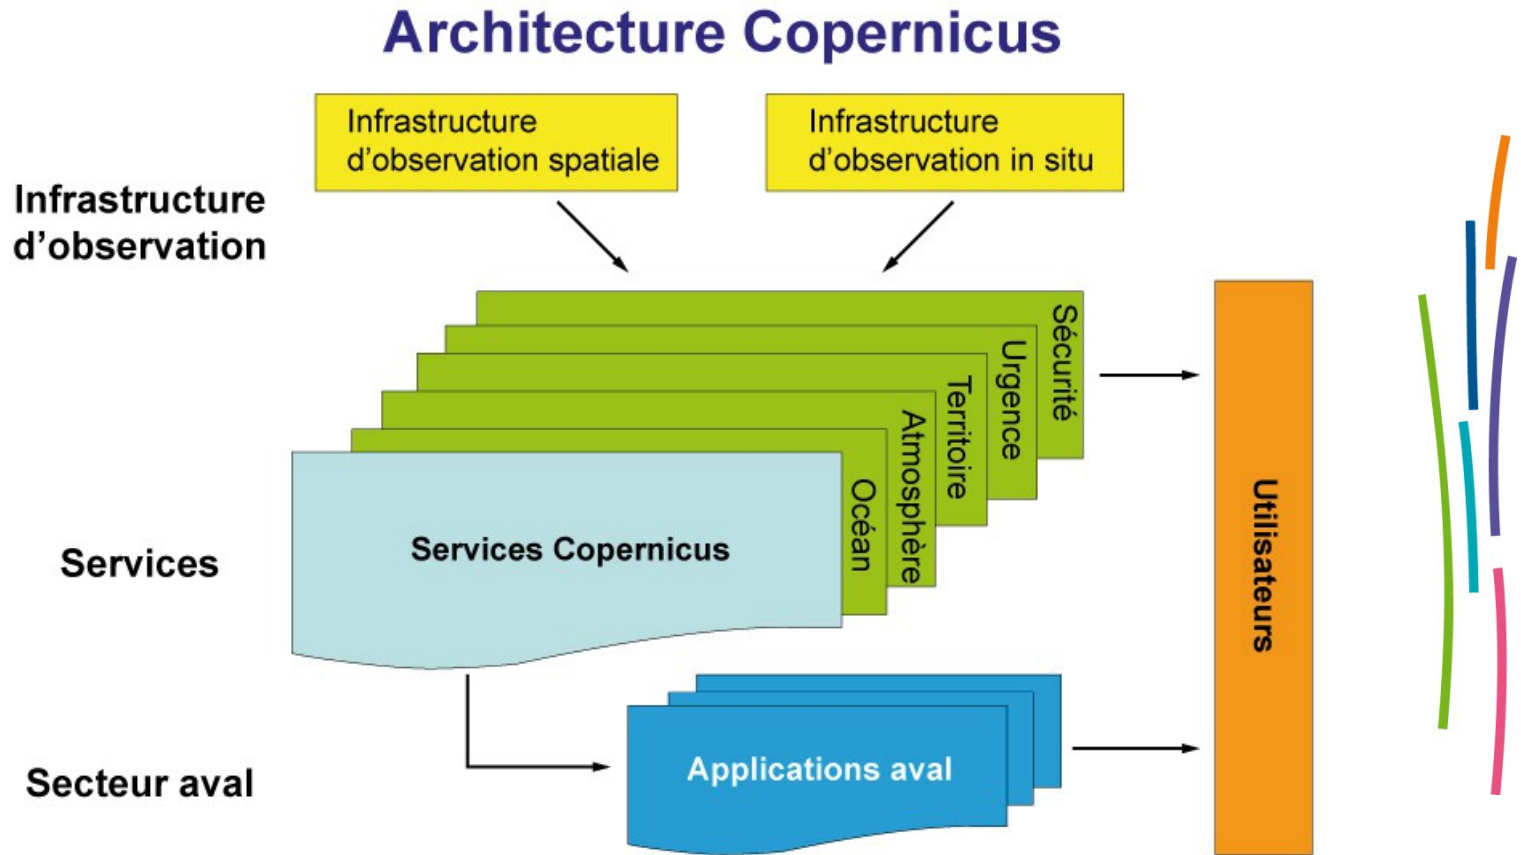 Architecture Copernicus
Infrastructure
d'observation spatiale
Infrastructure
d'observation in situ
Infrastructure
d'observation
Sécurité
Urgence
Territoire
Atmosphère
Océan
Services Copernicus
Services
Utilisateurs
Applications aval
Secteur aval